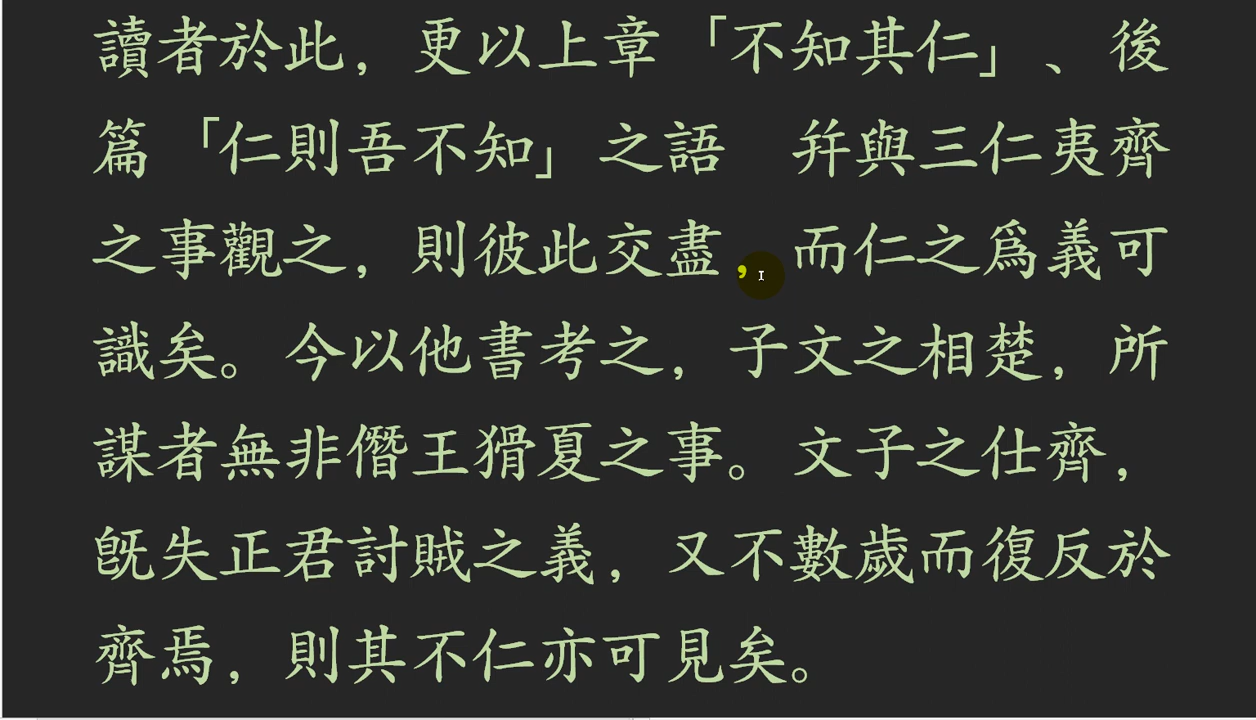 讀者於此，更以上章「不知其仁」、後
篇「仁則吾不知」之語　幷與三仁夷齊
之事觀之，則彼此交盡，而仁之爲義可
識矣。今以他書考之，子文之相楚，所
謀者無非僭王猾夏之事。文子之仕齊，
旣失正君討賊之義，又不數歲而復反於
齊焉，則其不仁亦可見矣。